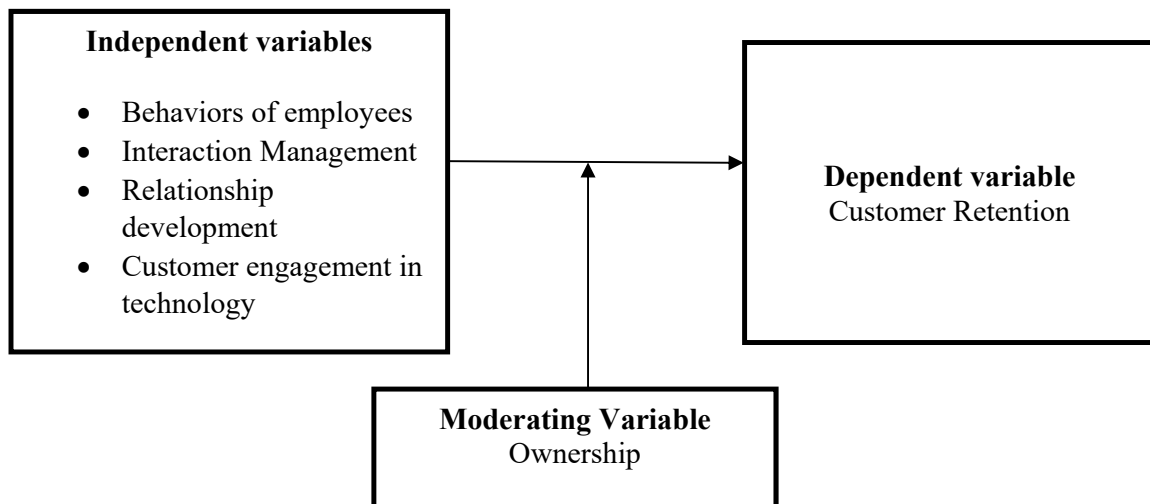 Independent variables
• Behaviors of employees
• Interaction Management
• Relationship
development
• Customer engagement in
technology
Dependent variable
Customer Retention
Moderating Variable
Ownership